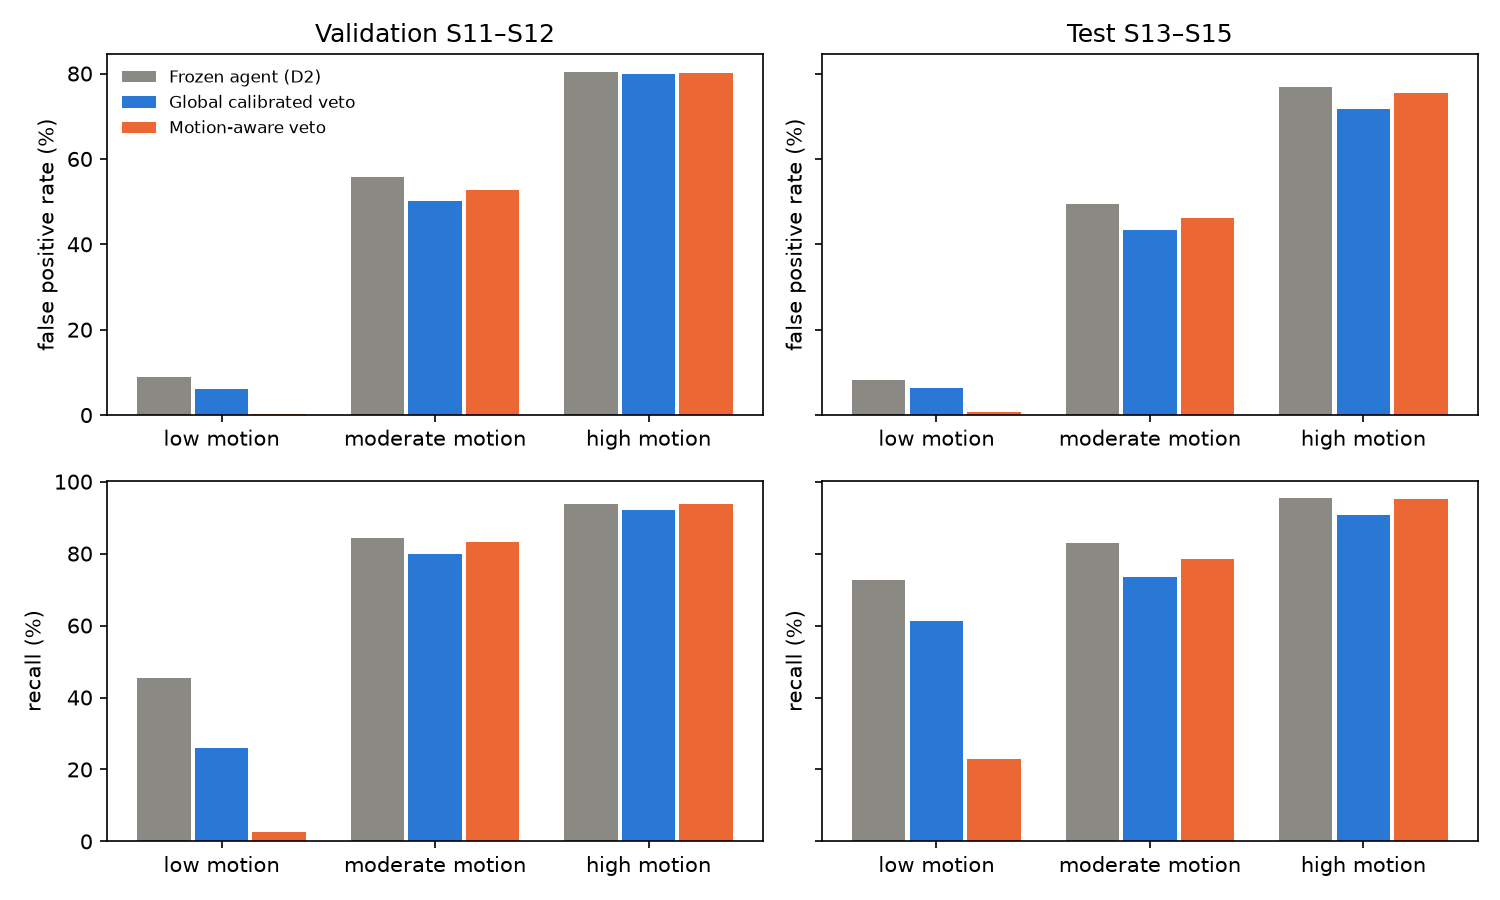 Validation S11–S12
Test S13–S15
false positive rate (%)
80
60
40
20
0
Frozen agent (D2)
Global calibrated veto
Motion-aware veto
low motion
moderate motion
high motion
false positive rate (%)
low motion
moderate motion
high motion
recall (%)
100
80
60
40
20
0
low motion
moderate motion
high motion
recall (%)
low motion
moderate motion
high motion